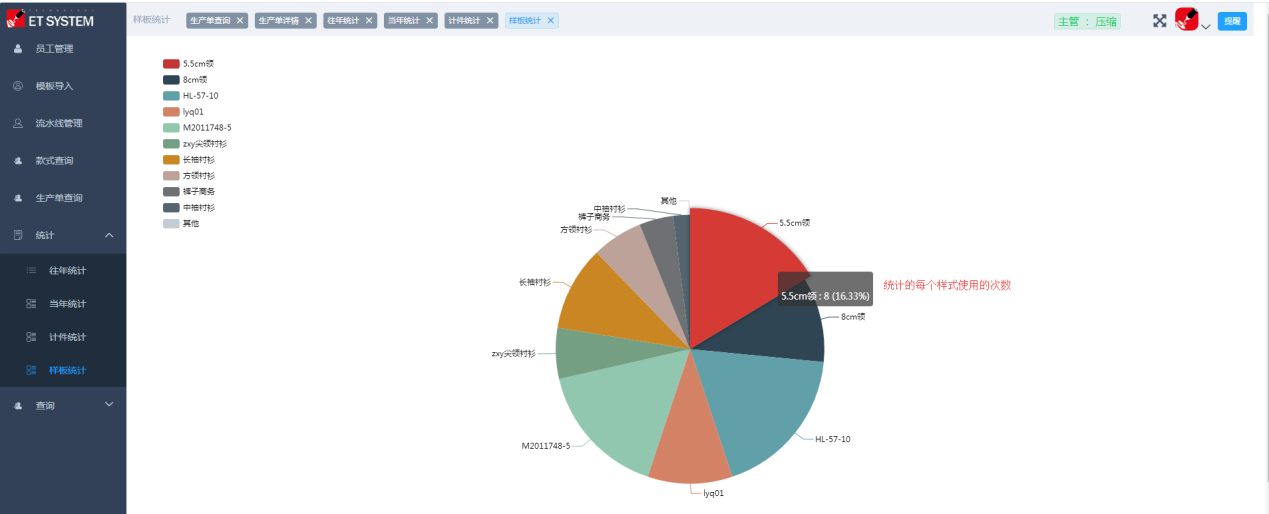 ET SYSTEM
员工管理
模板导入
流水线管理
款式查询
生产单查询
统计
往年统计
当年统计
计件统计
样板统计
查询
样板统计
生产单查询 ×
生产单详情 ×
往年统计 ×
当年统计 ×
计件统计 ×
样板统计 ×
主管 : 压缩
提醒
5.5cm领
8cm领
HL-57-10
lyq01
M2011748-5
zxy尖领衬衫
长袖衬衫
方领衬衫
裤子商务
中袖衬衫
其他
其他
中袖衬衫
裤子商务
方领衬衫
长袖衬衫
zxy尖领衬衫
M2011748-5
lyq01
HL-57-10
8cm领
5.5cm领
5.5cm领 : 8 (16.33%)
统计的每个样式使用的次数